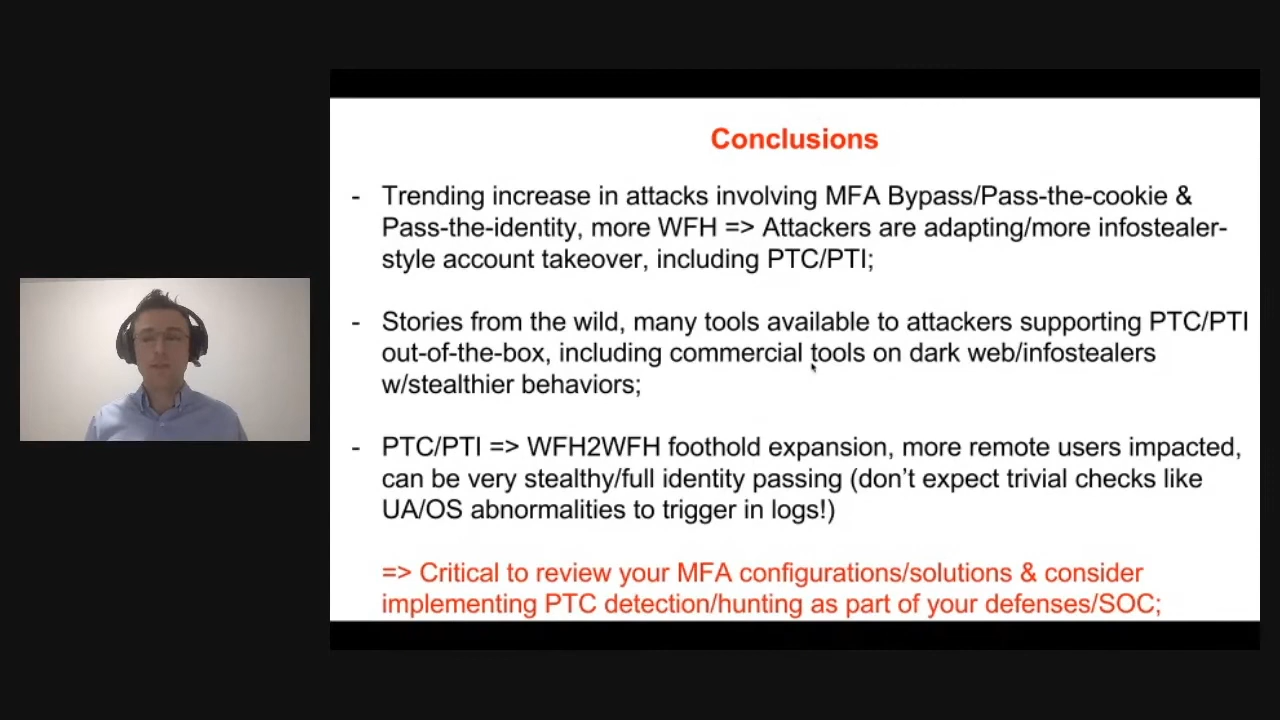 Conclusions
- Trending increase in attacks involving MFA Bypass/Pass-the-cookie &
Pass-the-identity, more WFH => Attackers are adapting/more infostealer-
style account takeover, including PTC/PTI;
- Stories from the wild, many tools available to attackers supporting PTC/PTI
out-of-the-box, including commercial tools on dark web/infostealers
w/stealthier behaviors;
- PTC/PTI => WFH2WFH foothold expansion, more remote users impacted,
can be very stealthy/full identity passing (don’t expect trivial checks like
UA/OS abnormalities to trigger in logs!)
=> Critical to review your MFA configurations/solutions & consider
implementing PTC detection/hunting as part of your defenses/SOC;